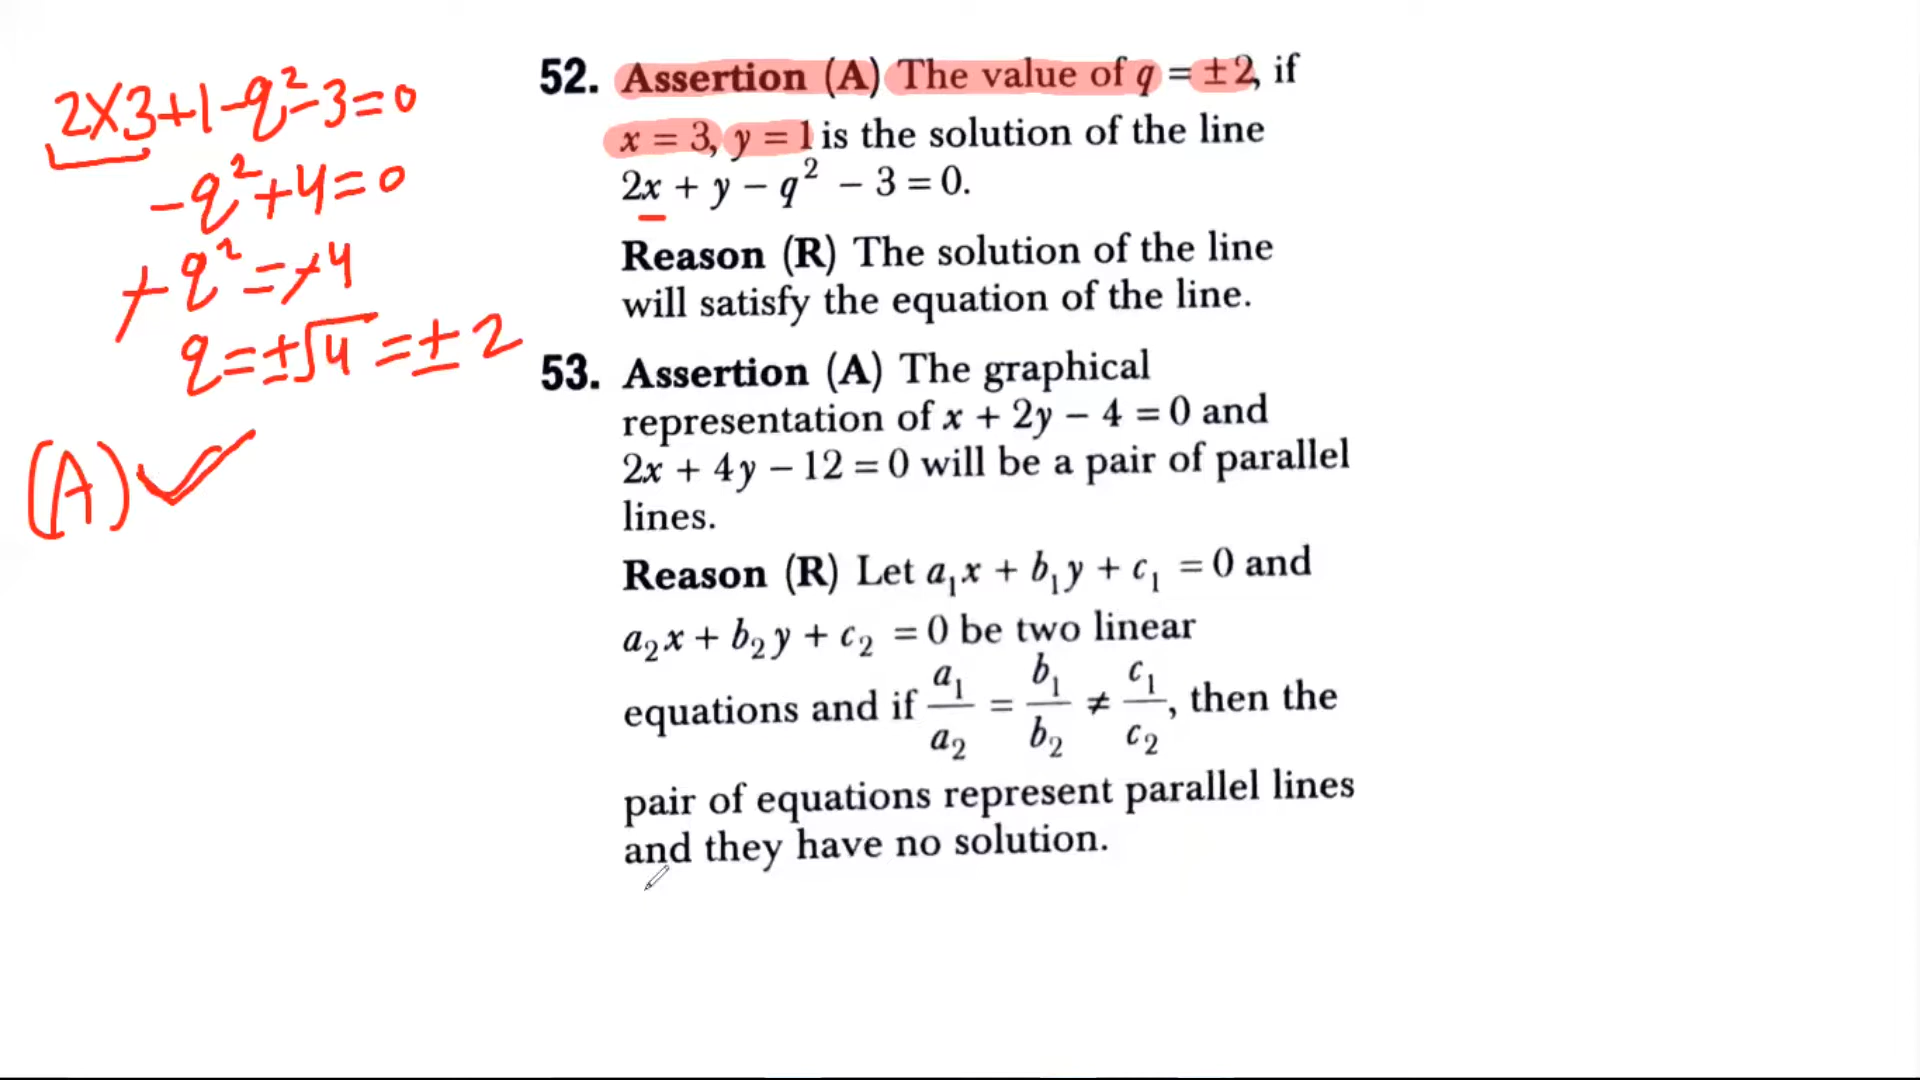 2×3+1-q²-3=0
-q²+4=0
+q²=+4
q=±√4=±2
(A)✓
52. Assertion (A) The value of q = ±2, if
x = 3, y = 1 is the solution of the line
2x + y – q² – 3 = 0.
Reason (R) The solution of the line
will satisfy the equation of the line.
53. Assertion (A) The graphical
representation of x + 2y – 4 = 0 and
2x + 4y – 12 = 0 will be a pair of parallel
lines.
Reason (R) Let a₁x + b₁y + c₁ = 0 and
a₂x + b₂y + c₂ = 0 be two linear
equations and if a₁/a₂ = b₁/b₂ ≠ c₁/c₂, then the
pair of equations represent parallel lines
and they have no solution.